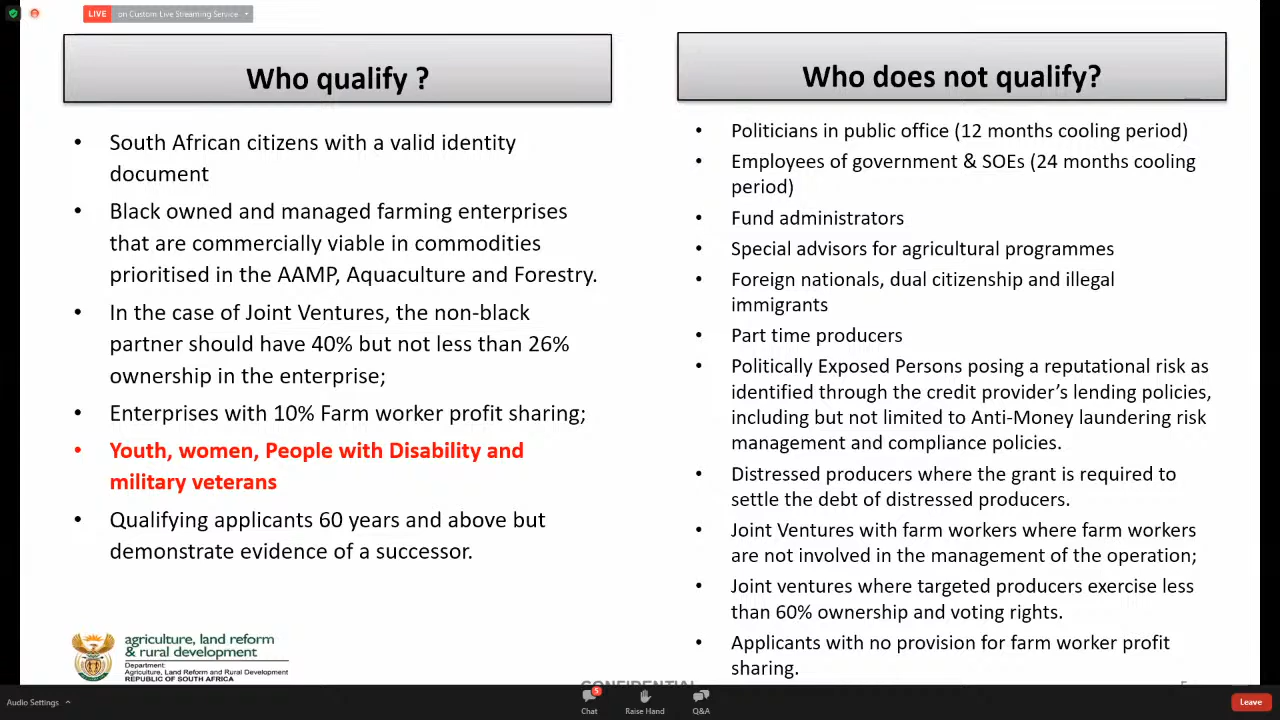 LIVE on Custom Live Streaming Service
Who qualify ?
• South African citizens with a valid identity
document
• Black owned and managed farming enterprises
that are commercially viable in commodities
prioritised in the AAMP, Aquaculture and Forestry.
• In the case of Joint Ventures, the non-black
partner should have 40% but not less than 26%
ownership in the enterprise;
• Enterprises with 10% Farm worker profit sharing;
• Youth, women, People with Disability and
military veterans
• Qualifying applicants 60 years and above but
demonstrate evidence of a successor.
agriculture, land reform
& rural development
Department:
Agriculture, Land Reform and Rural Development
REPUBLIC OF SOUTH AFRICA
Who does not qualify?
• Politicians in public office (12 months cooling period)
• Employees of government & SOEs (24 months cooling
period)
• Fund administrators
• Special advisors for agricultural programmes
• Foreign nationals, dual citizenship and illegal
immigrants
• Part time producers
• Politically Exposed Persons posing a reputational risk as
identified through the credit provider's lending policies,
including but not limited to Anti-Money laundering risk
management and compliance policies.
• Distressed producers where the grant is required to
settle the debt of distressed producers.
• Joint Ventures with farm workers where farm workers
are not involved in the management of the operation;
• Joint ventures where targeted producers exercise less
than 60% ownership and voting rights.
• Applicants with no provision for farm worker profit
sharing.
CONFIDENTIAL
Audio Settings
5
Chat
Raise Hand
Q&A
Leave